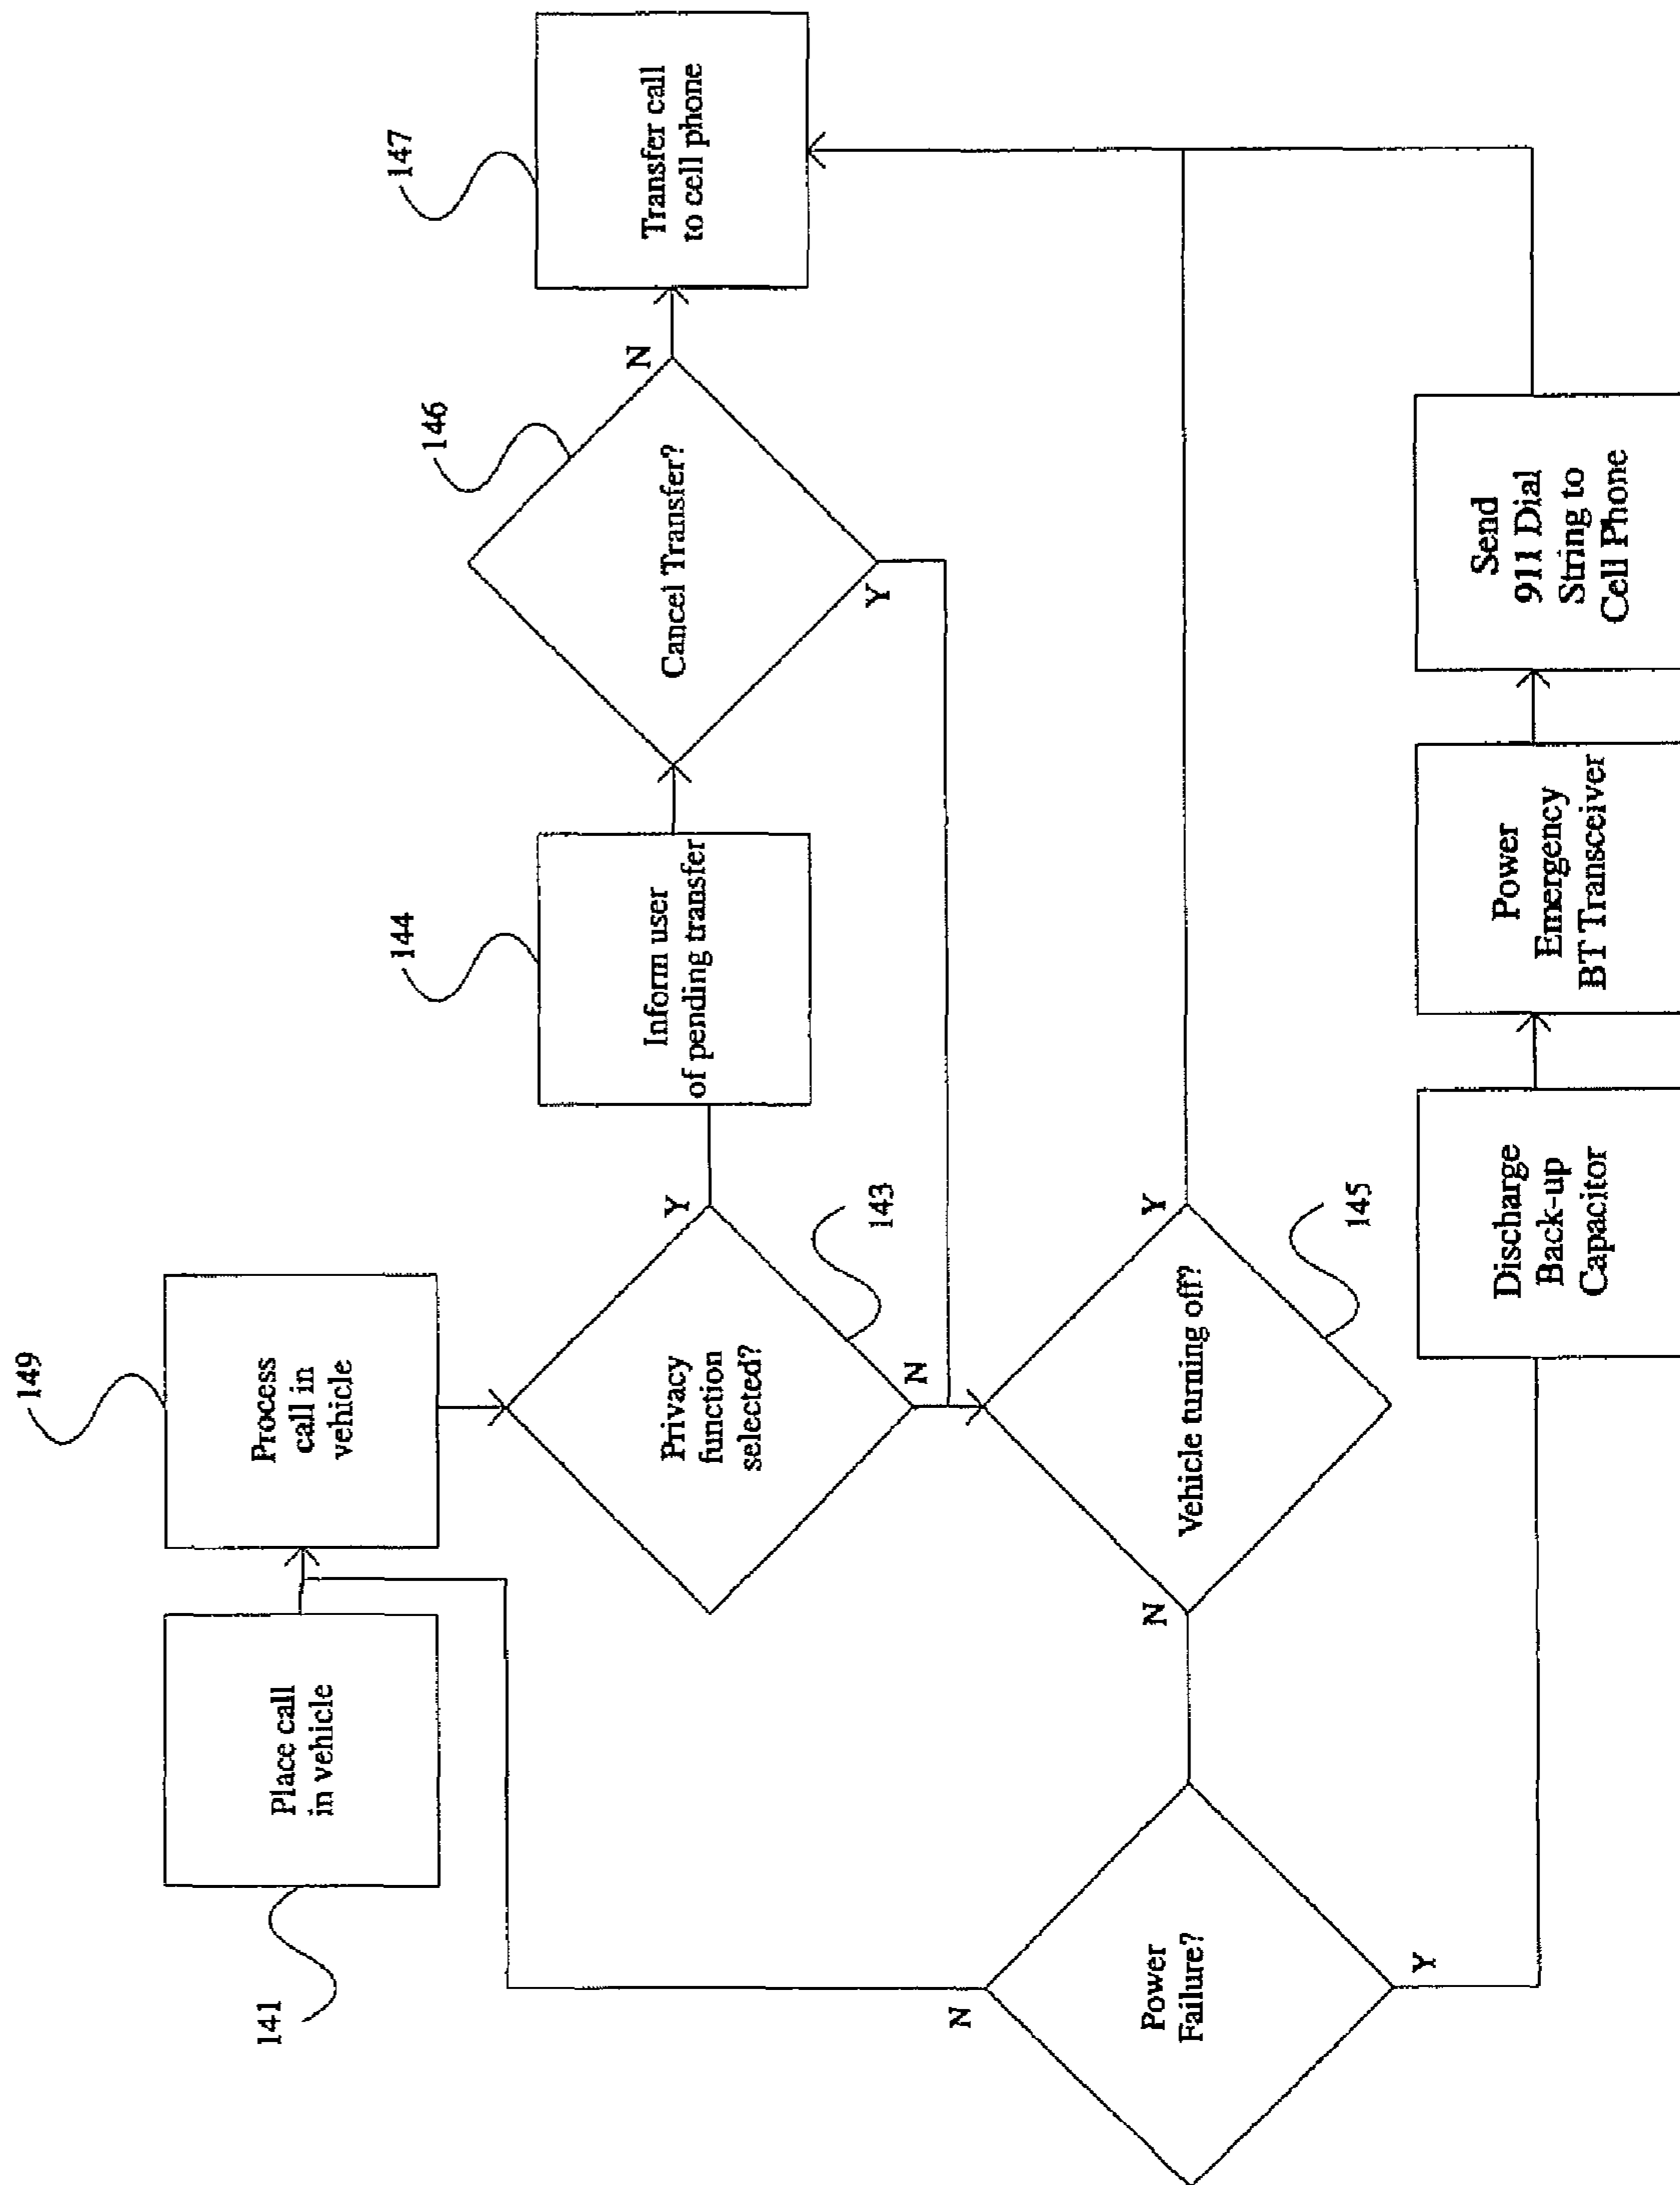 141
Place call
in vehicle
149
Process
call in
vehicle
Privacy
function
selected?
Y
N
143
144
Inform user
of pending transfer
146
Cancel Transfer?
N
Y
147
Transfer call
to cell phone
Vehicle turning off?
Y
N
145
Power
Failure?
N
Y
Discharge
Back-up
Capacitor
Power
Emergency
BT Transceiver
Send
911 Dial
String to
Cell Phone